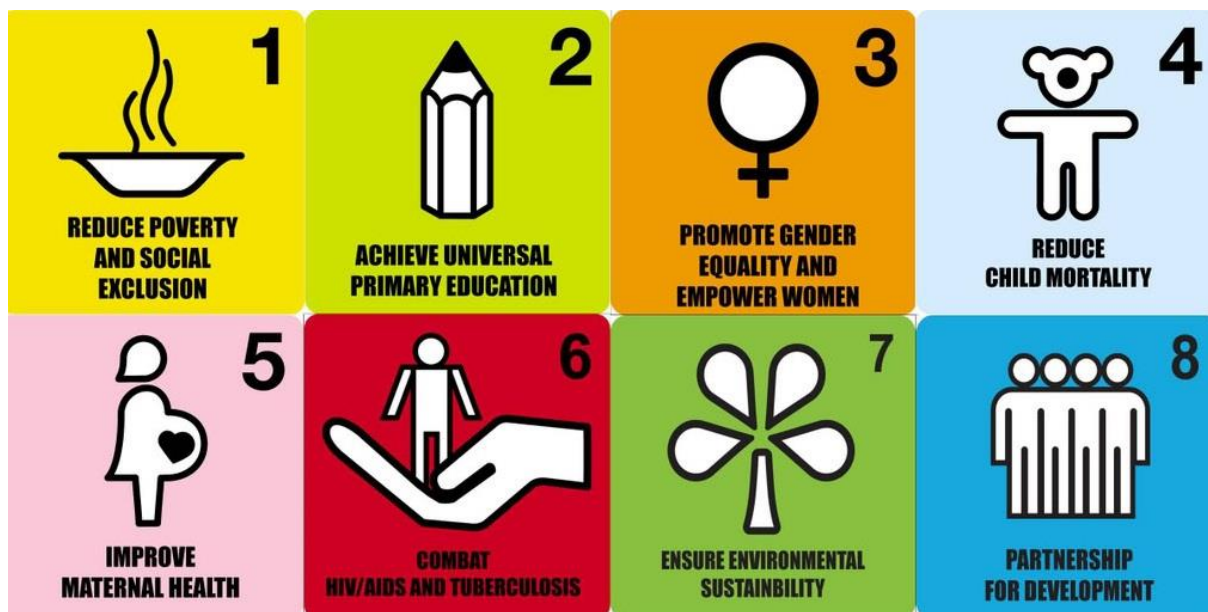 1
REDUCE POVERTY
AND SOCIAL
EXCLUSION
2
ACHIEVE UNIVERSAL
PRIMARY EDUCATION
3
PROMOTE GENDER
EQUALITY AND
EMPOWER WOMEN
4
REDUCE
CHILD MORTALITY
5
IMPROVE
MATERNAL HEALTH
6
COMBAT
HIV/AIDS AND TUBERCULOSIS
7
ENSURE ENVIRONMENTAL
SUSTAINBILITY
8
PARTNERSHIP
FOR DEVELOPMENT